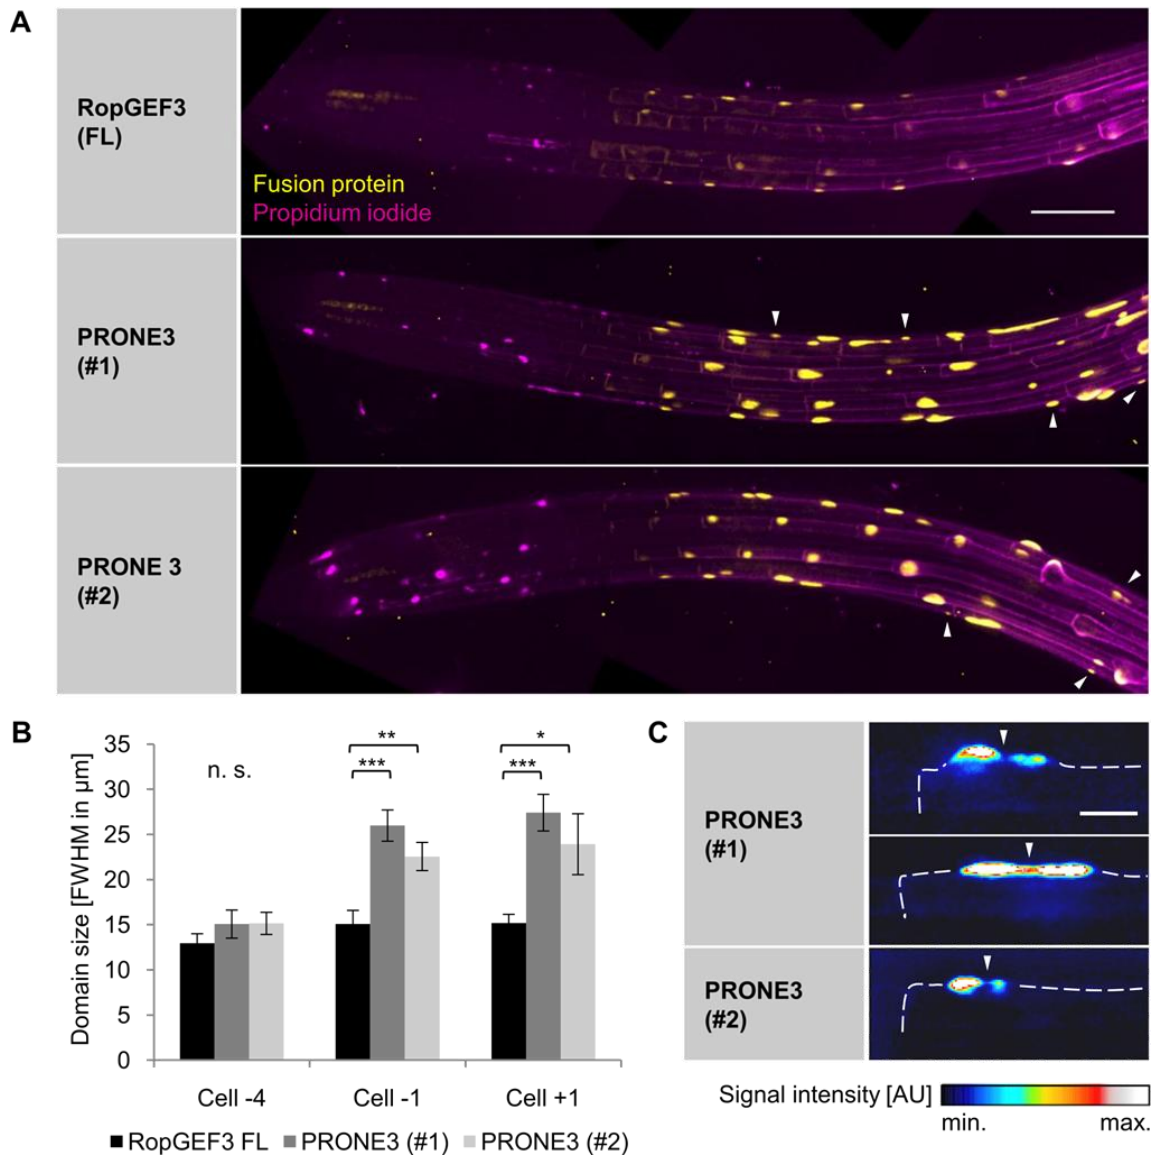 A
RopGEF3
(FL)
Fusion protein
Propidium iodide
PRONE3
(#1)
PRONE 3
(#2)
B
Domain size [FWHM in µm]
35
30
25
20
15
10
5
0
n. s.
**
***
*
***
Cell -4
Cell -1
Cell +1
RopGEF3 FL
PRONE3 (#1)
PRONE3 (#2)
C
PRONE3
(#1)
PRONE3
(#2)
Signal intensity [AU]
min.
max.